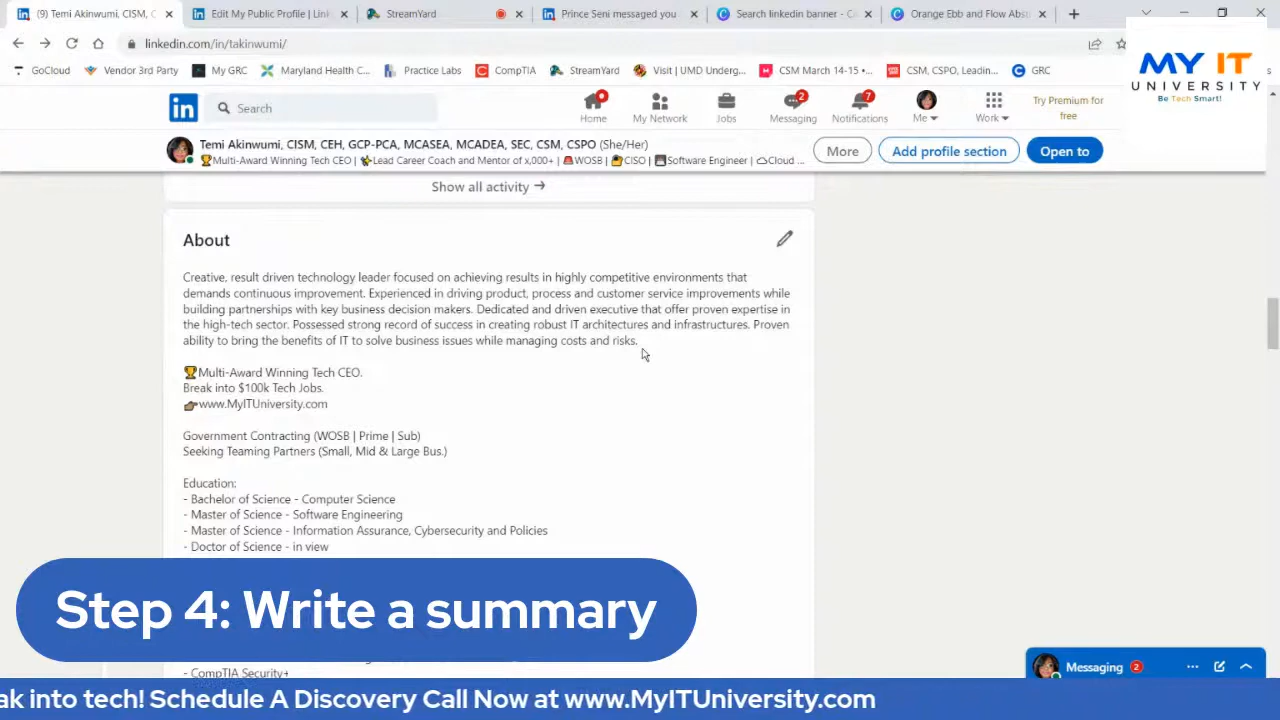 (9) Temi Akinwumi, CISM, C
Edit My Public Profile | Link
StreamYard
Prince Seni messaged you
Search linkedin banner - Ca
Orange Ebb and Flow Abst
linkedin.com/in/takinwumi/
GoCloud
Vendor 3rd Party
My GRC
Maryland Health C...
Practice Labs
CompTIA
StreamYard
Visit | UMD Underg...
CSM March 14-15 •...
CSM, CSPO, Leadin...
GRC
MY IT
UNIVERSITY
Be Tech Smart!
in
Search
Home
My Network
Jobs
2
Messaging
7
Notifications
Me
Work
Try Premium for
free
Temi Akinwumi, CISM, CEH, GCP-PCA, MCASEA, MCADEA, SEC, CSM, CSPO (She/Her)
🏆Multi-Award Winning Tech CEO | Lead Career Coach and Mentor of x,000+ | WOSB | CISO | Software Engineer | Cloud ...
More
Add profile section
Open to
Show all activity →
About
Creative, result driven technology leader focused on achieving results in highly competitive environments that
demands continuous improvement. Experienced in driving product, process and customer service improvements while
building partnerships with key business decision makers. Dedicated and driven executive that offer proven expertise in
the high-tech sector. Possessed strong record of success in creating robust IT architectures and infrastructures. Proven
ability to bring the benefits of IT to solve business issues while managing costs and risks.
🏆Multi-Award Winning Tech CEO.
Break into $100k Tech Jobs.
👉www.MyITUniversity.com
Government Contracting (WOSB | Prime | Sub)
Seeking Teaming Partners (Small, Mid & Large Bus.)
Education:
- Bachelor of Science - Computer Science
- Master of Science - Software Engineering
- Master of Science - Information Assurance, Cybersecurity and Policies
- Doctor of Science - in view
Step 4: Write a summary
- CompTIA Security+
Messaging 2 ...
ak into tech! Schedule A Discovery Call Now at www.MyITUniversity.com